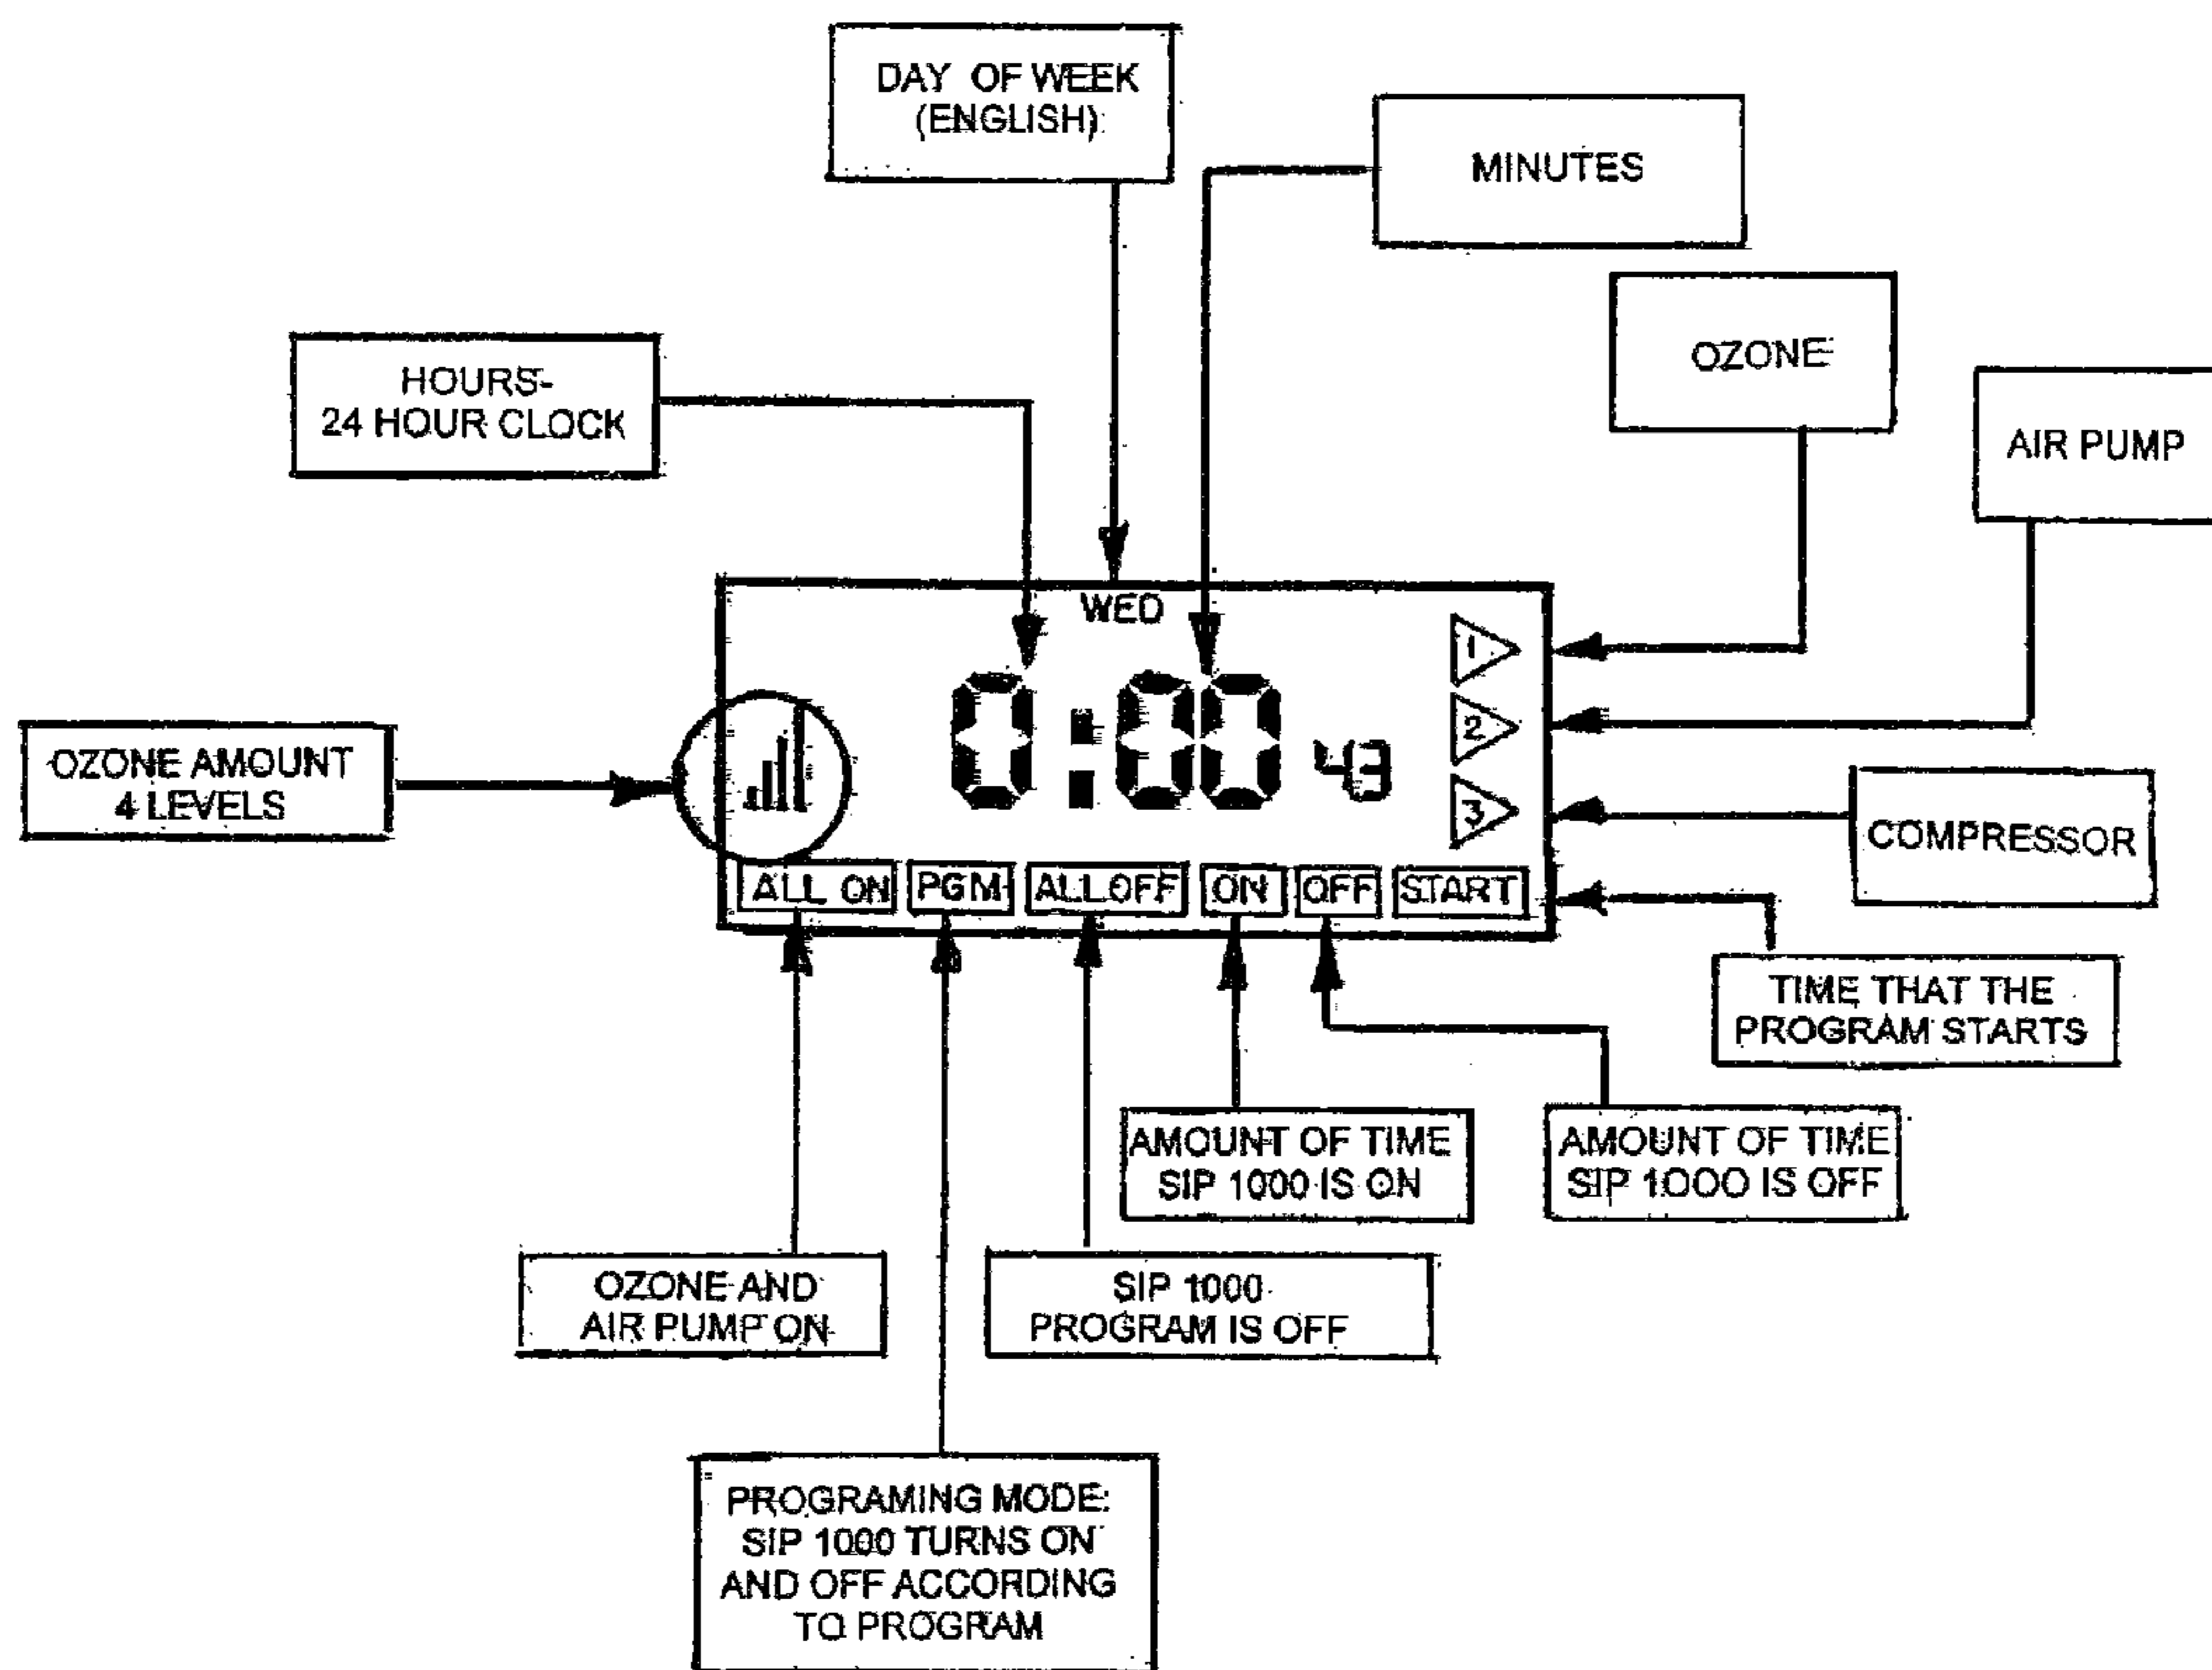 DAY OF WEEK
(ENGLISH)
MINUTES
OZONE
HOURS-
24 HOUR CLOCK
AIR PUMP
WED
0:00 43
1
2
3
OZONE AMOUNT
4 LEVELS
COMPRESSOR
ALL ON PGM ALL OFF ON OFF START
TIME THAT THE
PROGRAM STARTS
AMOUNT OF TIME
SIP 1000 IS ON
AMOUNT OF TIME
SIP 1000 IS OFF
OZONE AND
AIR PUMP ON
SIP 1000
PROGRAM IS OFF
PROGRAMING MODE:
SIP 1000 TURNS ON
AND OFF ACCORDING
TO PROGRAM